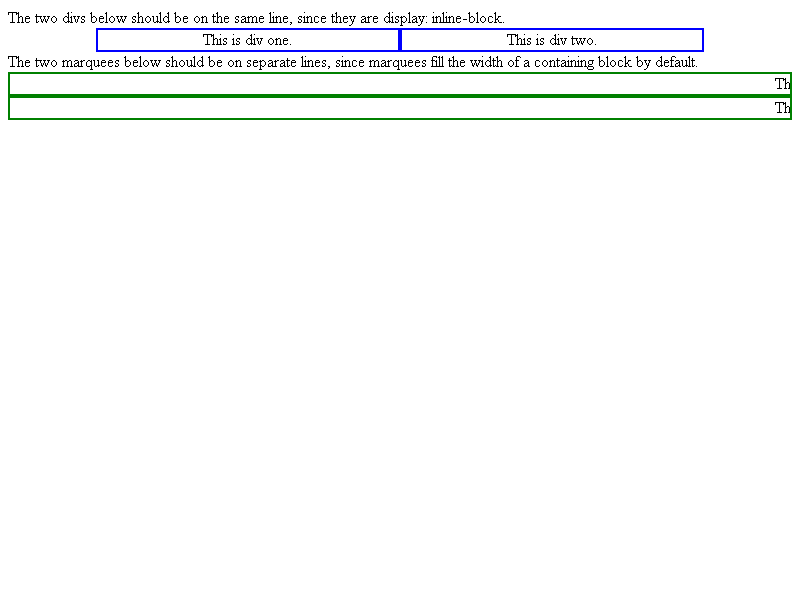 The two divs below should be on the same line, since they are display: inline-block.
This is div one. This is div two.
The two marquees below should be on separate lines, since marquees fill the width of a containing block by default.
Th
Th